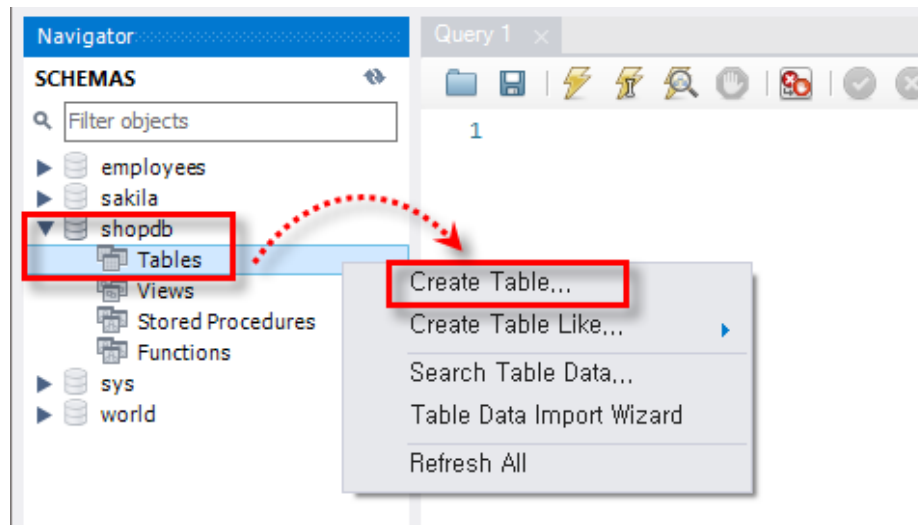 Navigator
Query 1
SCHEMAS
Filter objects
1
employees
sakila
shopdb
Tables
Views
Stored Procedures
Functions
sys
world
Create Table...
Create Table Like...
Search Table Data...
Table Data Import Wizard
Refresh All